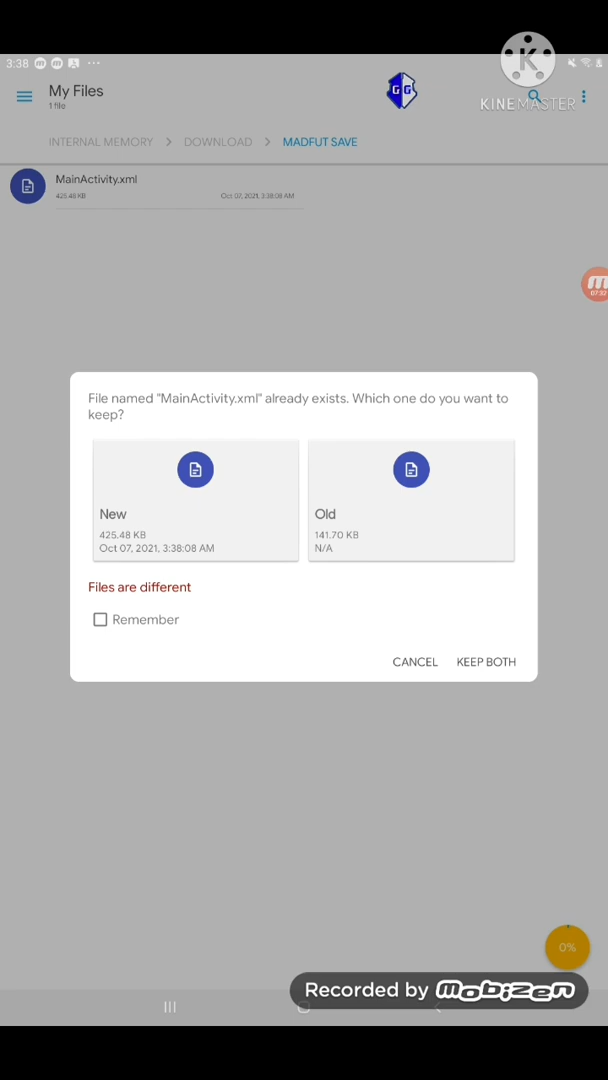 3:38
My Files
1 file
G G
K
KINEMASTER
INTERNAL MEMORY > DOWNLOAD > MADFUT SAVE
MainActivity.xml
425.48 KB
Oct 07, 2021, 3:38:08 AM
File named "MainActivity.xml" already exists. Which one do you want to
keep?
New
425.48 KB
Oct 07, 2021, 3:38:08 AM
Old
141.70 KB
N/A
Files are different
Remember
CANCEL
KEEP BOTH
0%
Recorded by mobizen